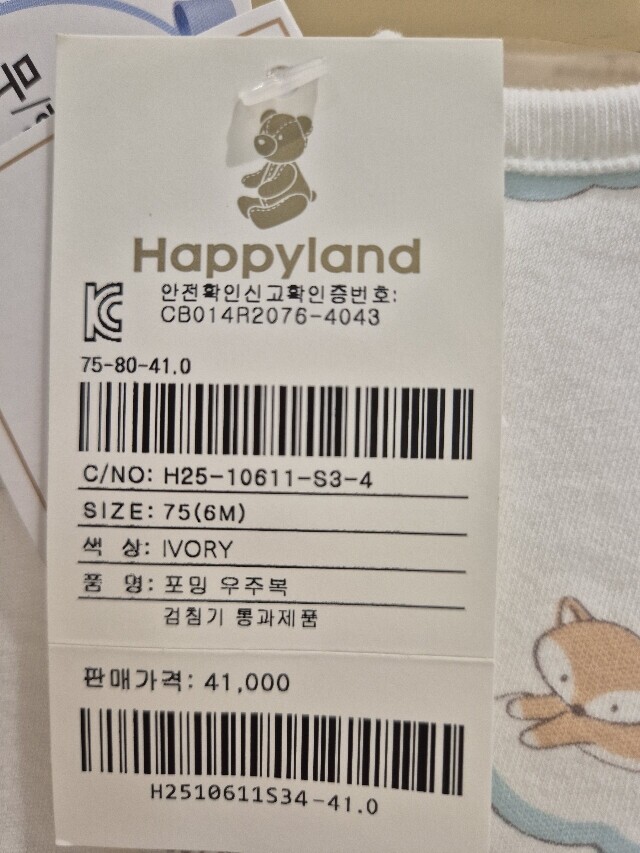 Happyland
안전확인신고확인증번호:
CB014R2076-4043
75-80-41.0
C/NO: H25-10611-S3-4
SIZE: 75(6M)
색 상: IVORY
품 명: 포밍 우주복
검침기 통과제품
판매가격: 41,000
H2510611S34-41.0